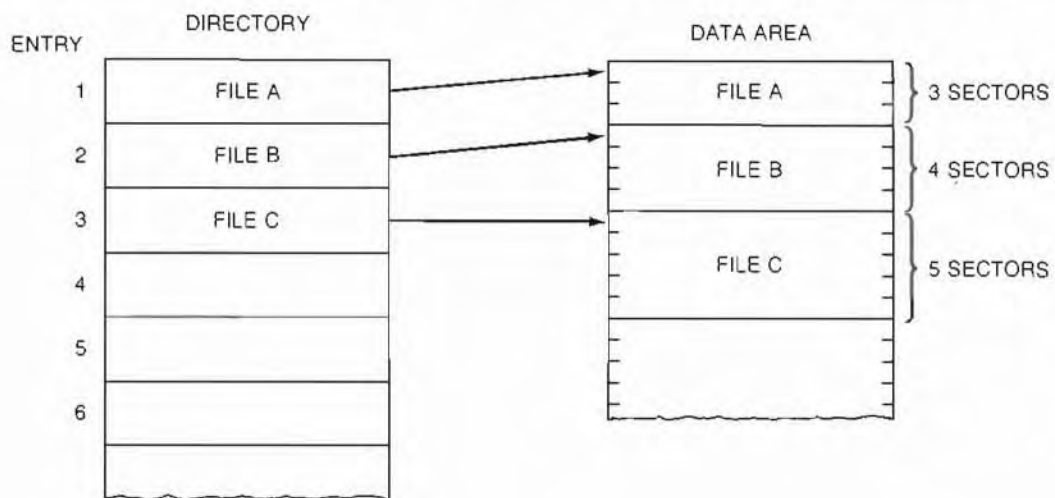 DIRECTORY
ENTRY
1
FILE A
2
FILE B
3
FILE C
4
5
6
DATA AREA
FILE A
3 SECTORS
FILE B
4 SECTORS
FILE C
5 SECTORS